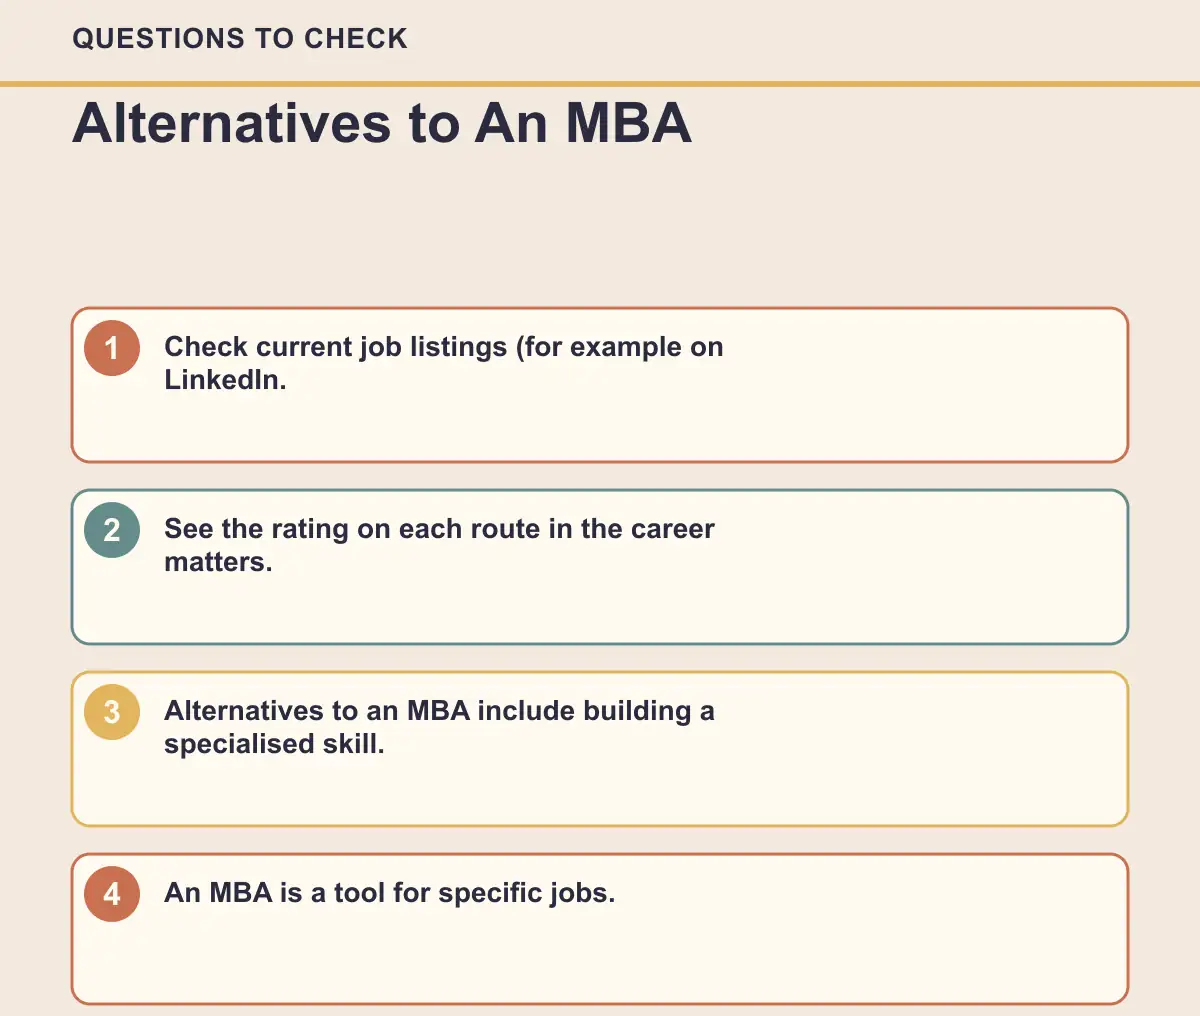 QUESTIONS TO CHECK
Alternatives to An MBA
1
Check current job listings (for example on
LinkedIn.
2
See the rating on each route in the career
matters.
3
Alternatives to an MBA include building a
specialised skill.
4
An MBA is a tool for specific jobs.